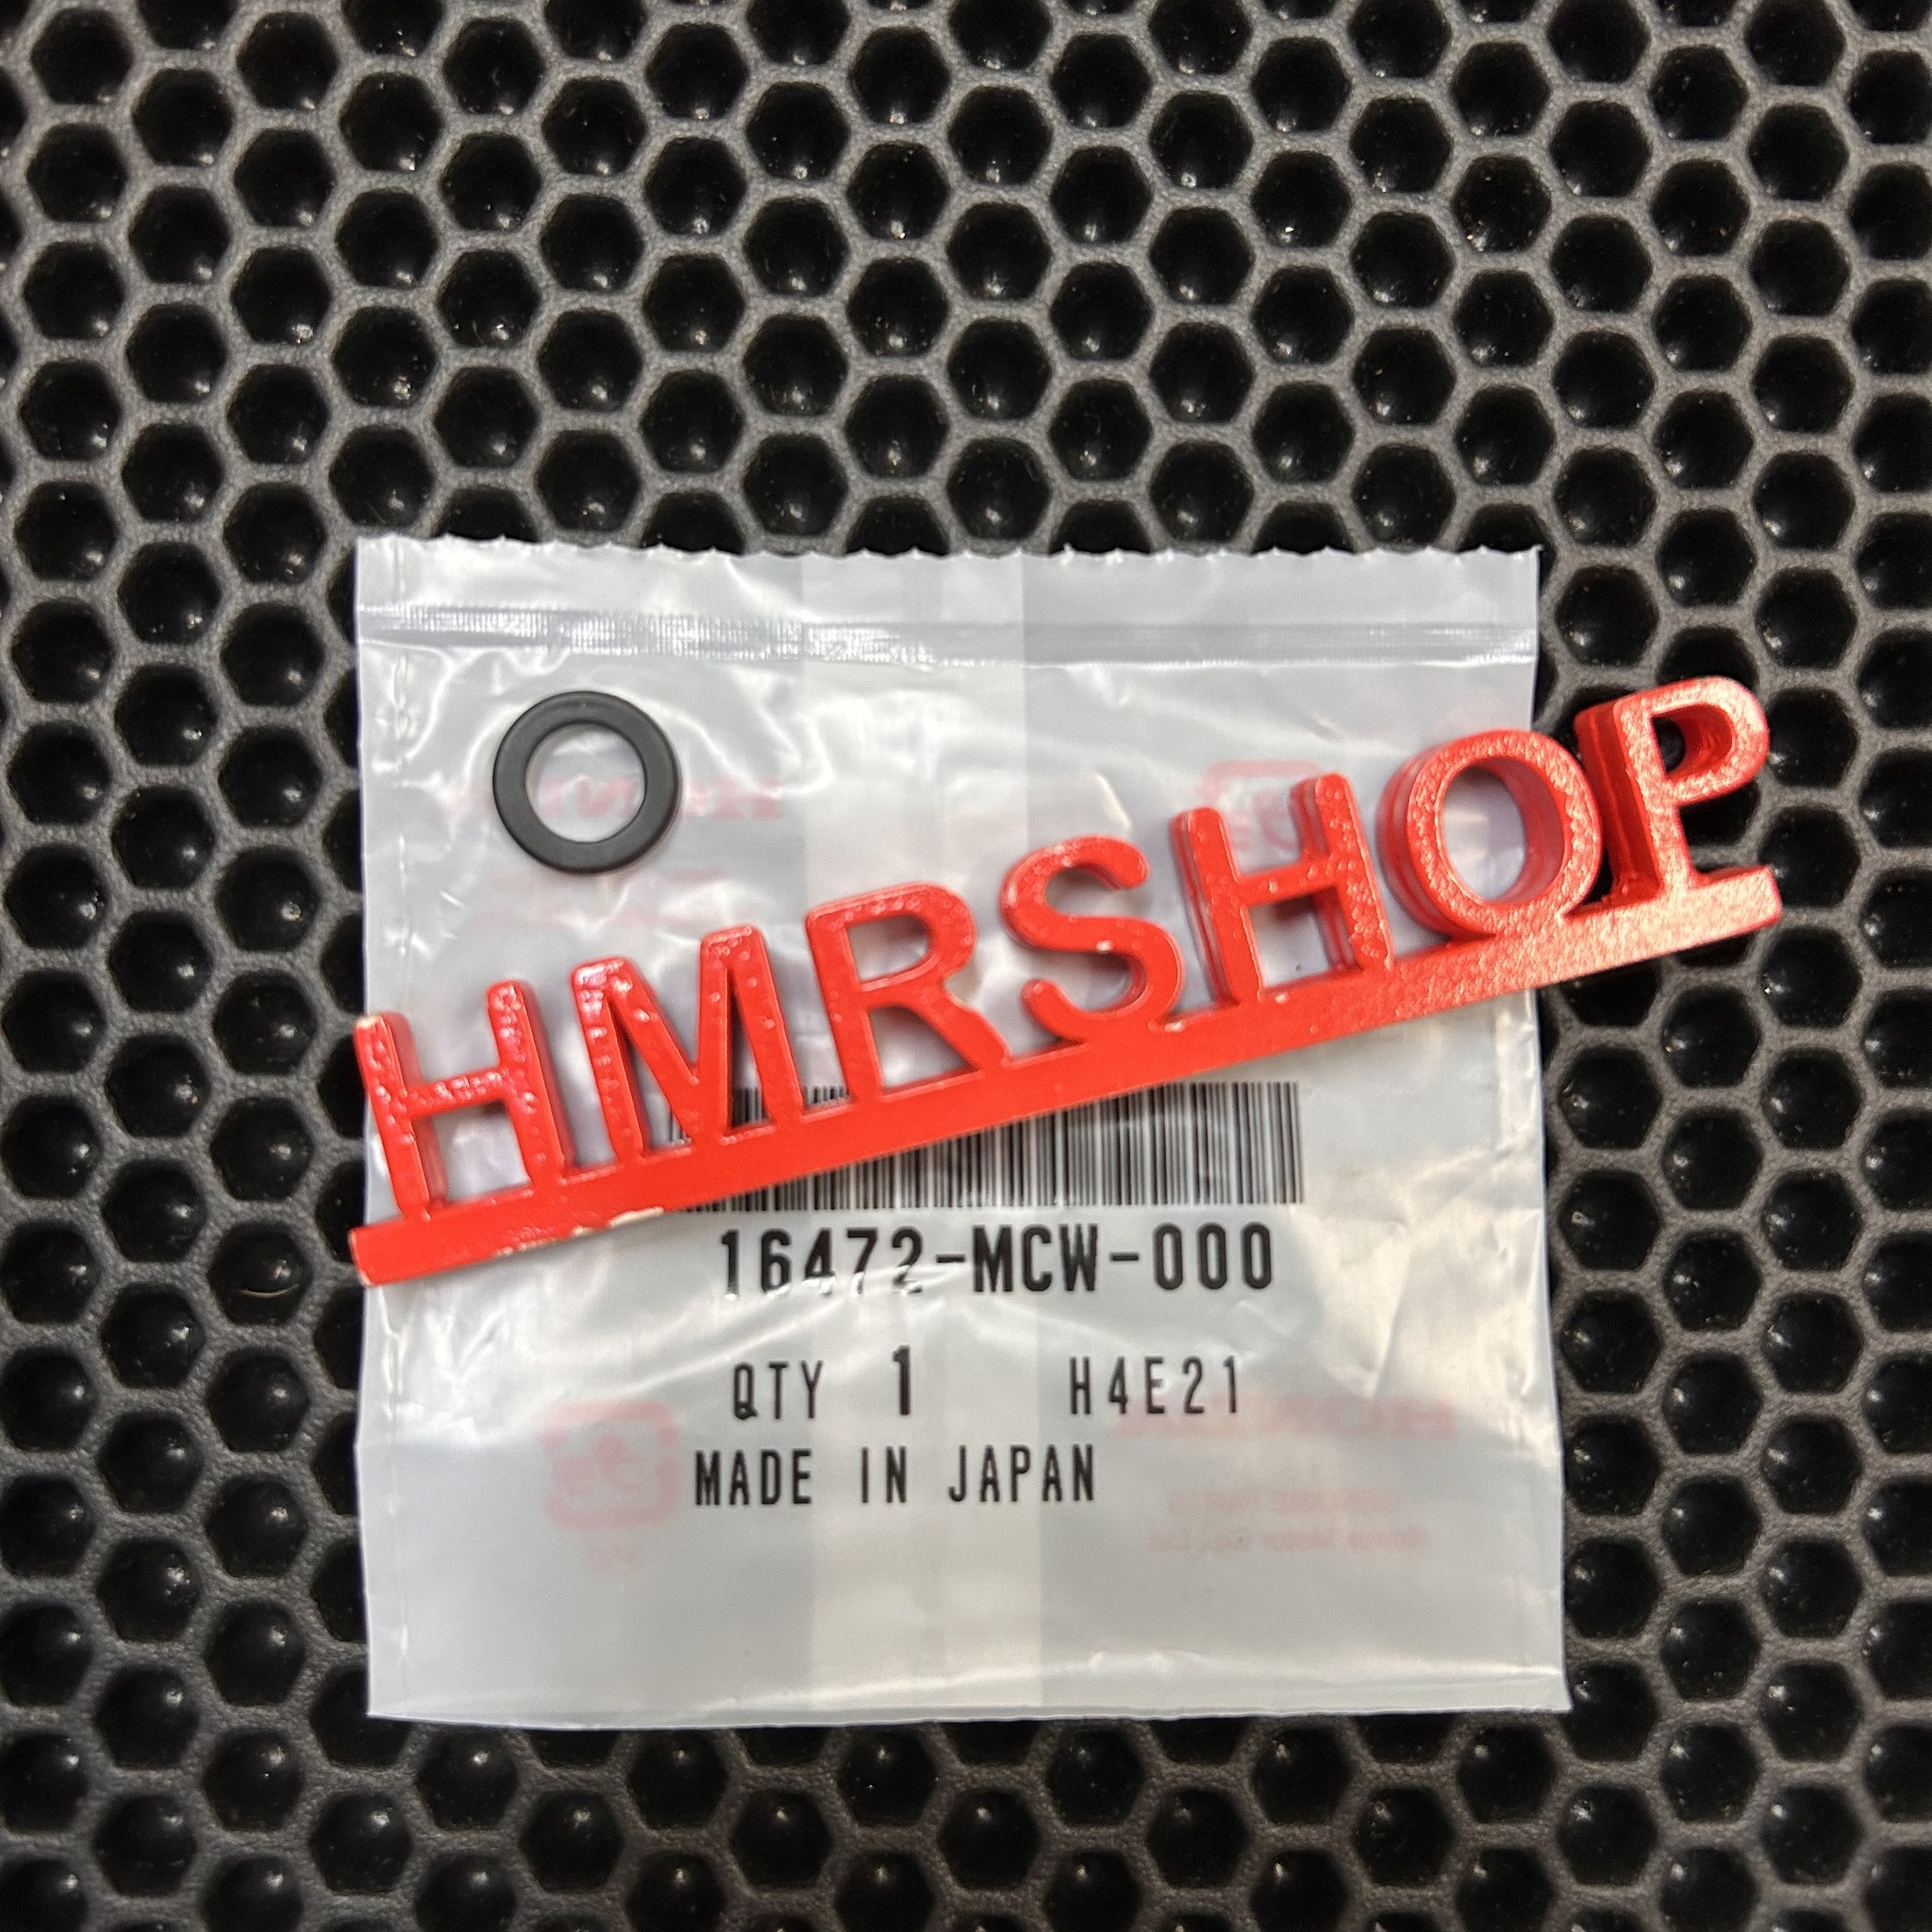 HMRSHOP
16472-MCW-000
QTY 1 H4E21
MADE IN JAPAN